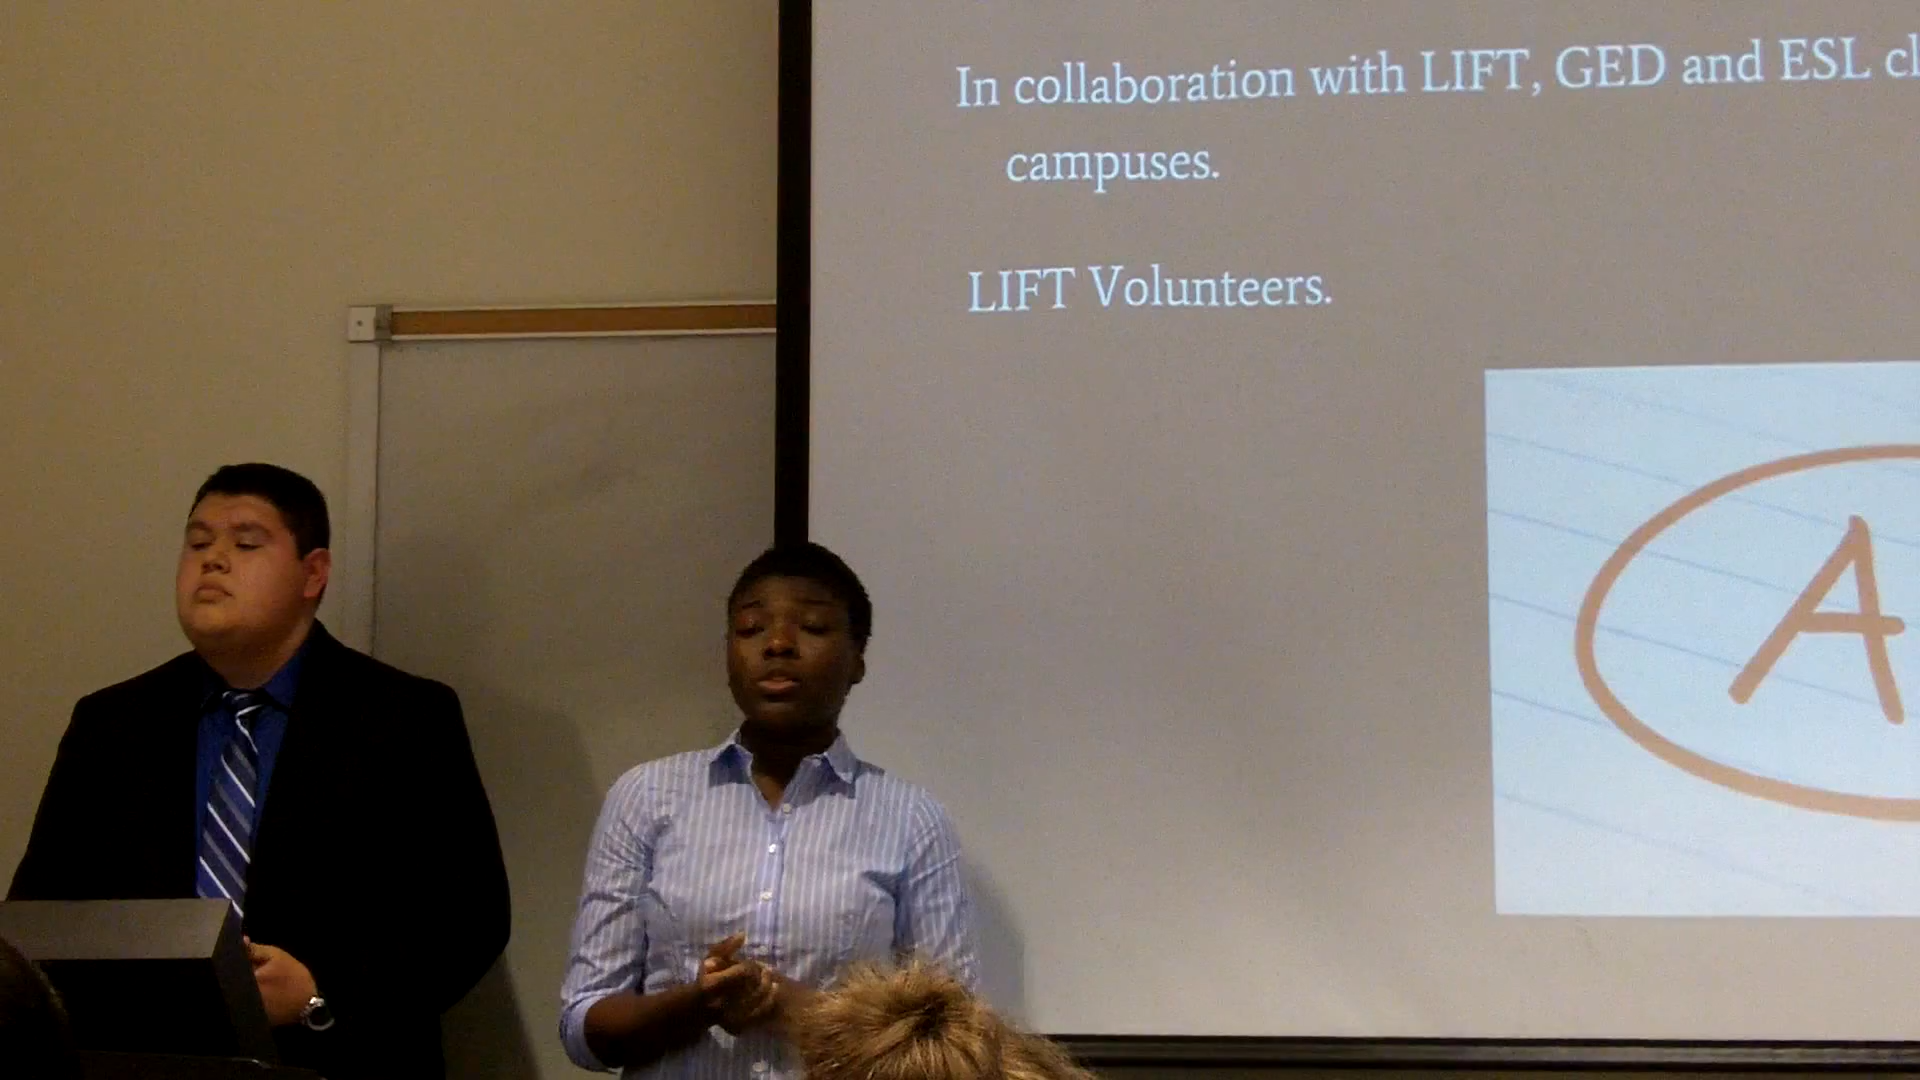 In collaboration with LIFT, GED and ESL
campuses.
LIFT Volunteers.
A